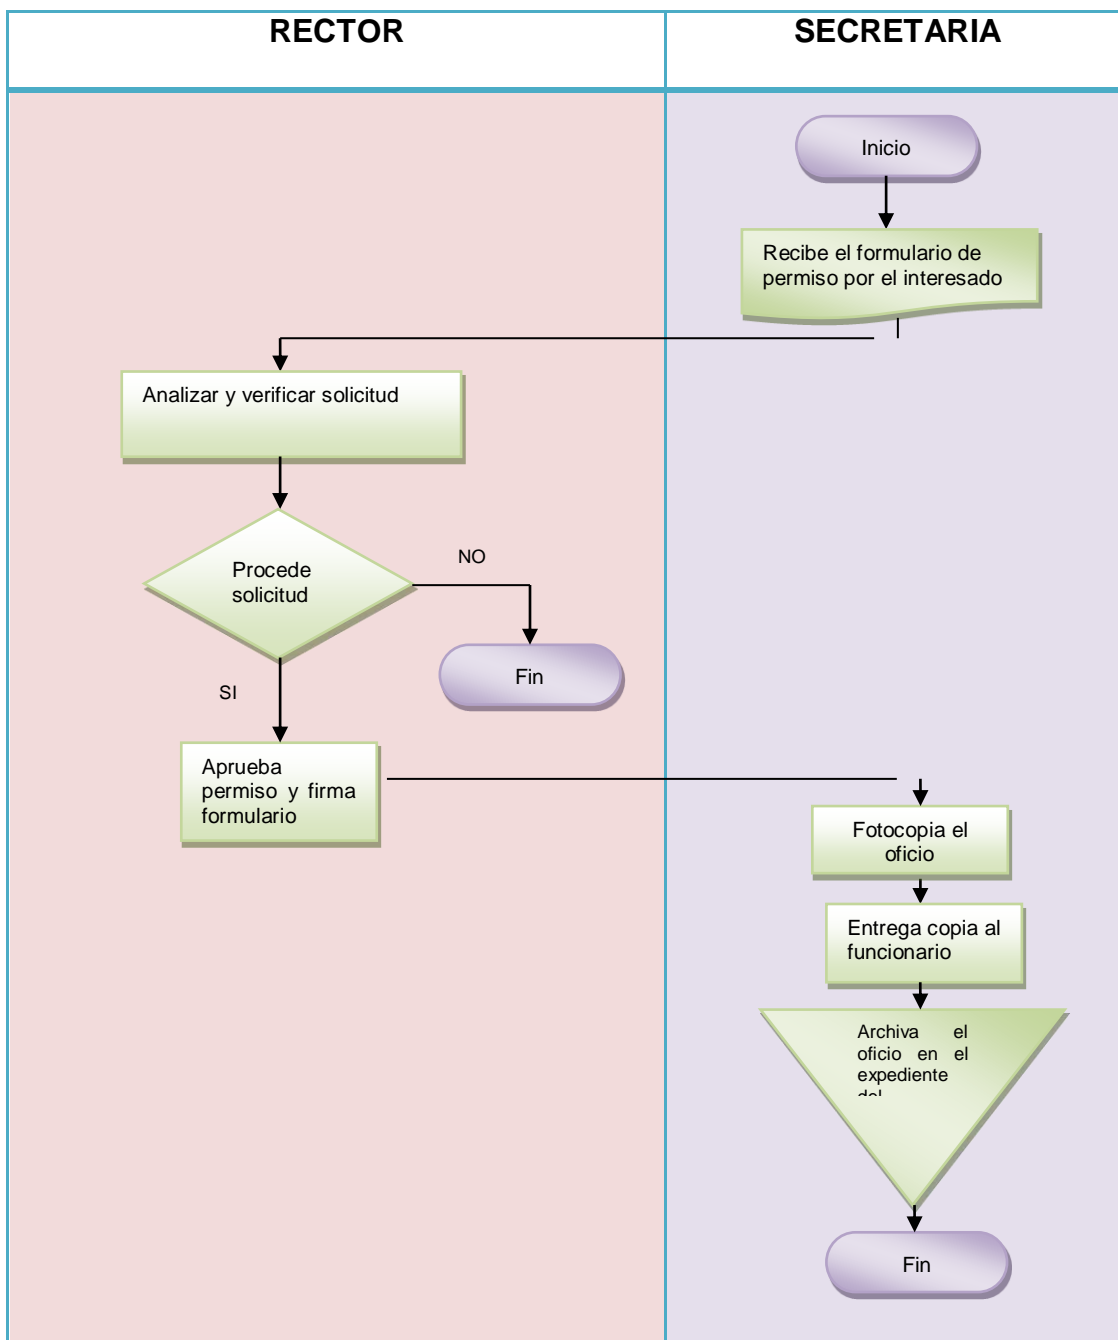 RECTOR
SECRETARIA
Inicio
Recibe el formulario de
permiso por el interesado
Analizar y verificar solicitud
Procede
solicitud
NO
Fin
SI
Aprueba
permiso y firma
formulario
Fotocopia el
oficio
Entrega copia al
funcionario
Archiva el
oficio en el
expediente
del
Fin